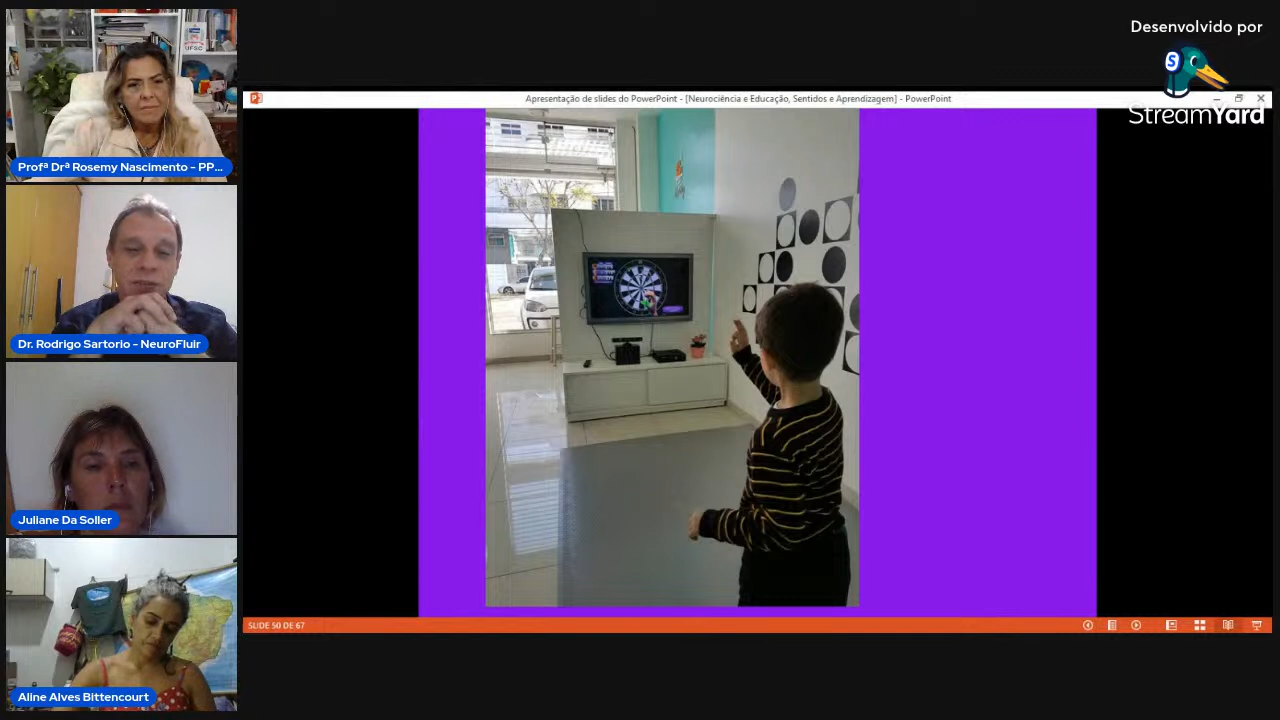 Desenvolvido por
StreamYard
UFSC
Profª Drª Rosemy Nascimento - PP...
Dr. Rodrigo Sartorio - NeuroFluir
Juliane Da Soller
Aline Alves Bittencourt
Apresentação de slides do PowerPoint - [Neurociência e Educação, Sentidos e Aprendizagem] - PowerPoint
SLIDE 50 DE 67